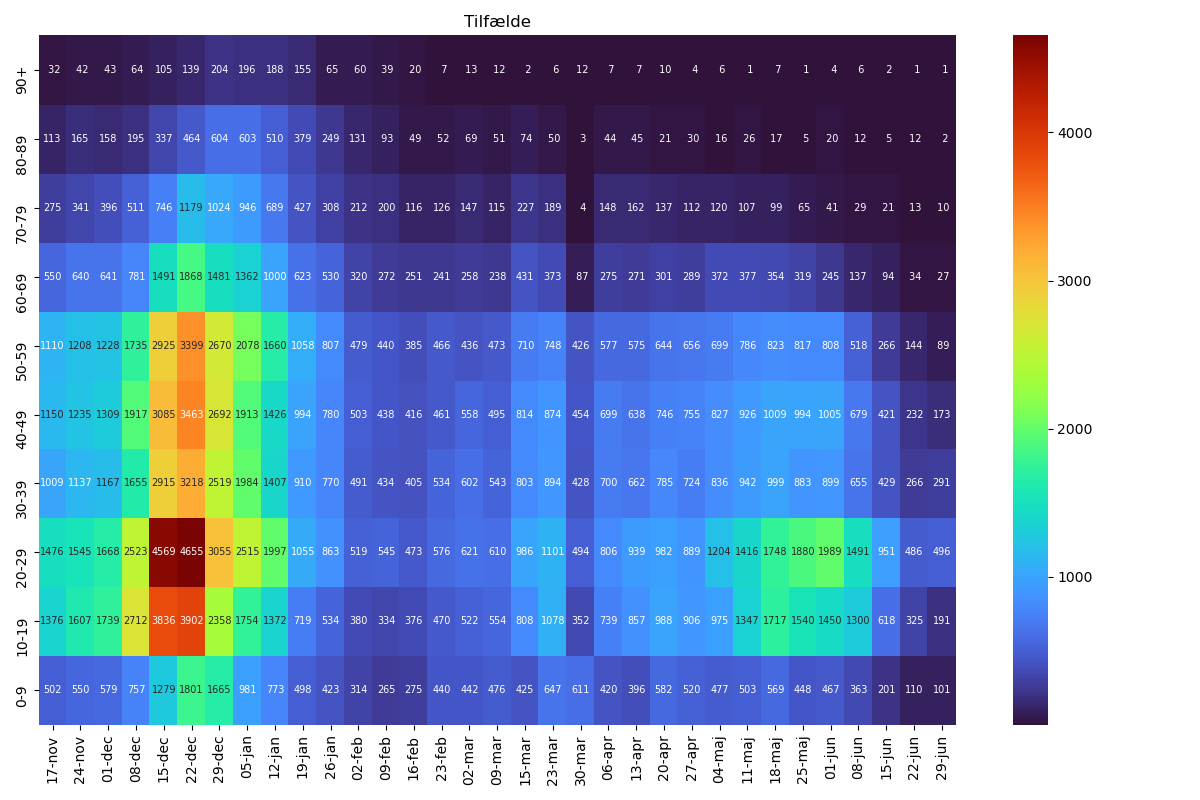 Tilfælde
90+ 32 42 43 64 105 139 204 196 188 155 65 60 39 20 7 13 12 2 6 12 7 7 10 4 6 1 7 1 4 6 2 1 1
80-89 113 165 158 195 337 464 604 603 510 379 249 131 93 49 52 69 51 74 50 3 44 45 21 30 16 26 17 5 20 12 5 12 2
70-79 275 341 396 511 746 1179 1024 946 689 427 308 212 200 116 126 147 115 227 189 4 148 162 137 112 120 107 99 65 41 29 21 13 10
60-69 550 640 641 781 1491 1868 1481 1362 1000 623 530 320 272 251 241 258 238 431 373 87 275 271 301 289 372 377 354 319 245 137 94 34 27
50-59 1110 1208 1228 1735 2925 3399 2670 2078 1660 1058 807 479 440 385 466 436 473 710 748 426 577 575 644 656 699 786 823 817 808 518 266 144 89
40-49 1150 1235 1309 1917 3085 3463 2692 1913 1426 994 780 503 438 416 461 558 495 814 874 454 699 638 746 755 827 926 1009 994 1005 679 421 232 173
30-39 1009 1137 1167 1655 2915 3218 2519 1984 1407 910 770 491 434 405 534 602 543 803 894 428 700 662 785 724 836 942 999 883 899 655 429 266 291
20-29 1476 1545 1668 2523 4569 4655 3055 2515 1997 1055 863 519 545 473 576 621 610 986 1101 494 806 939 982 889 1204 1416 1748 1880 1989 1491 951 486 496
10-19 1376 1607 1739 2712 3836 3902 2358 1754 1372 719 534 380 334 376 470 522 554 808 1078 352 739 857 988 906 975 1347 1717 1540 1450 1300 618 325 191
0-9 502 550 579 757 1279 1801 1665 981 773 498 423 314 265 275 440 442 476 425 647 611 420 396 582 520 477 503 569 448 467 363 201 110 101
17-nov 24-nov 01-dec 08-dec 15-dec 22-dec 29-dec 05-jan 12-jan 19-jan 26-jan 02-feb 09-feb 16-feb 23-feb 02-mar 09-mar 15-mar 23-mar 30-mar 06-apr 13-apr 20-apr 27-apr 04-maj 11-maj 18-maj 25-maj 01-jun 08-jun 15-jun 22-jun 29-jun
4000
3000
2000
1000